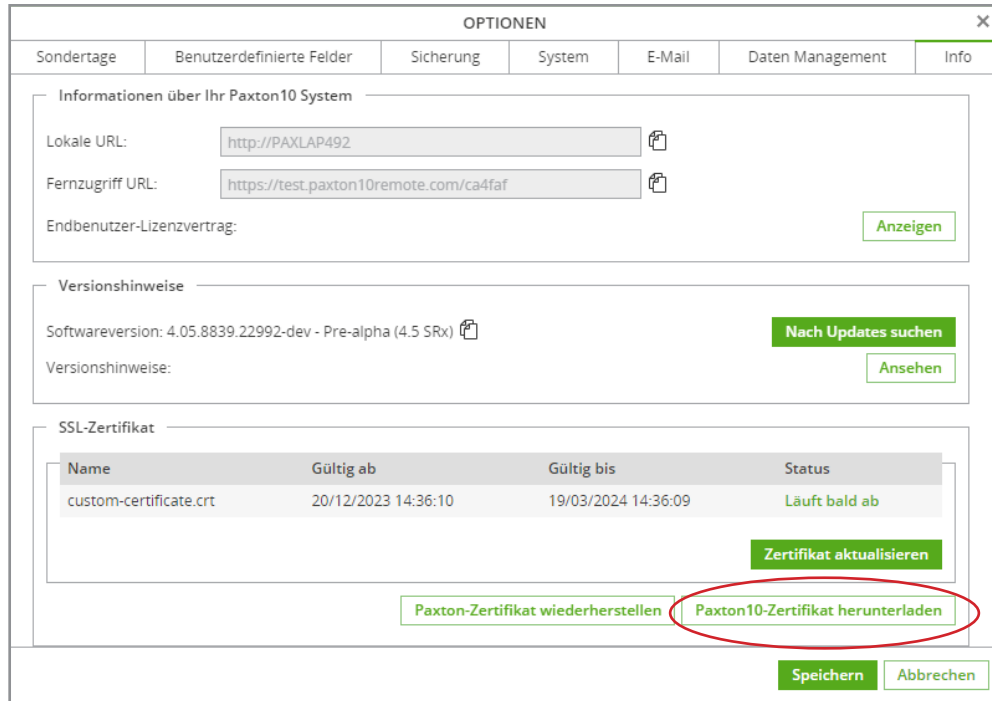 OPTIONEN
Sondertage Benutzerdefinierte Felder Sicherung System E-Mail Daten Management Info
Informationen über Ihr Paxton10 System
Lokale URL: http://PAXLAP492
Fernzugriff URL: https://test.paxton10remote.com/ca4faf
Endbenutzer-Lizenzvertrag: Anzeigen
Versionshinweise
Softwareversion: 4.05.8839.22992-dev - Pre-alpha (4.5 SRx) Nach Updates suchen
Versionshinweise: Ansehen
SSL-Zertifikat
Name Gültig ab Gültig bis Status
custom-certificate.crt 20/12/2023 14:36:10 19/03/2024 14:36:09 Läuft bald ab
Zertifikat aktualisieren
Paxton-Zertifikat wiederherstellen Paxton10-Zertifikat herunterladen
Speichern Abbrechen